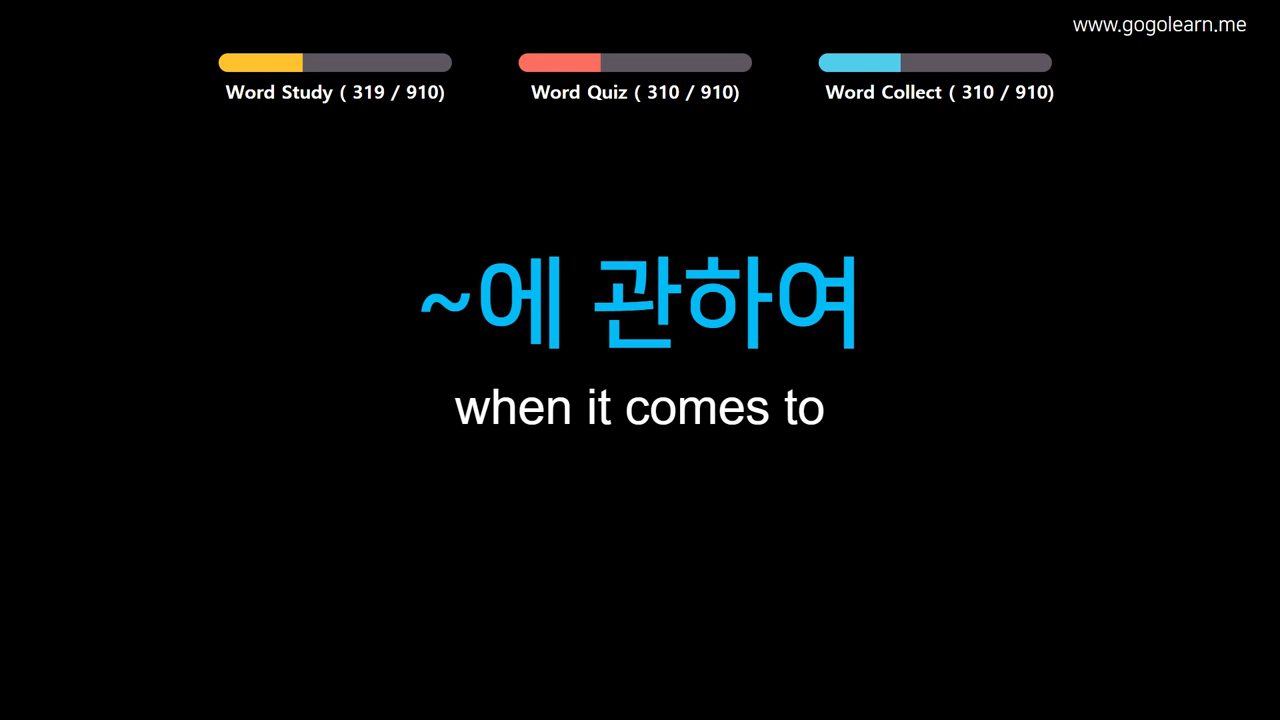 www.gogolearn.me
Word Study ( 319 / 910)
Word Quiz ( 310 / 910)
Word Collect ( 310 / 910)
~에 관하여
when it comes to